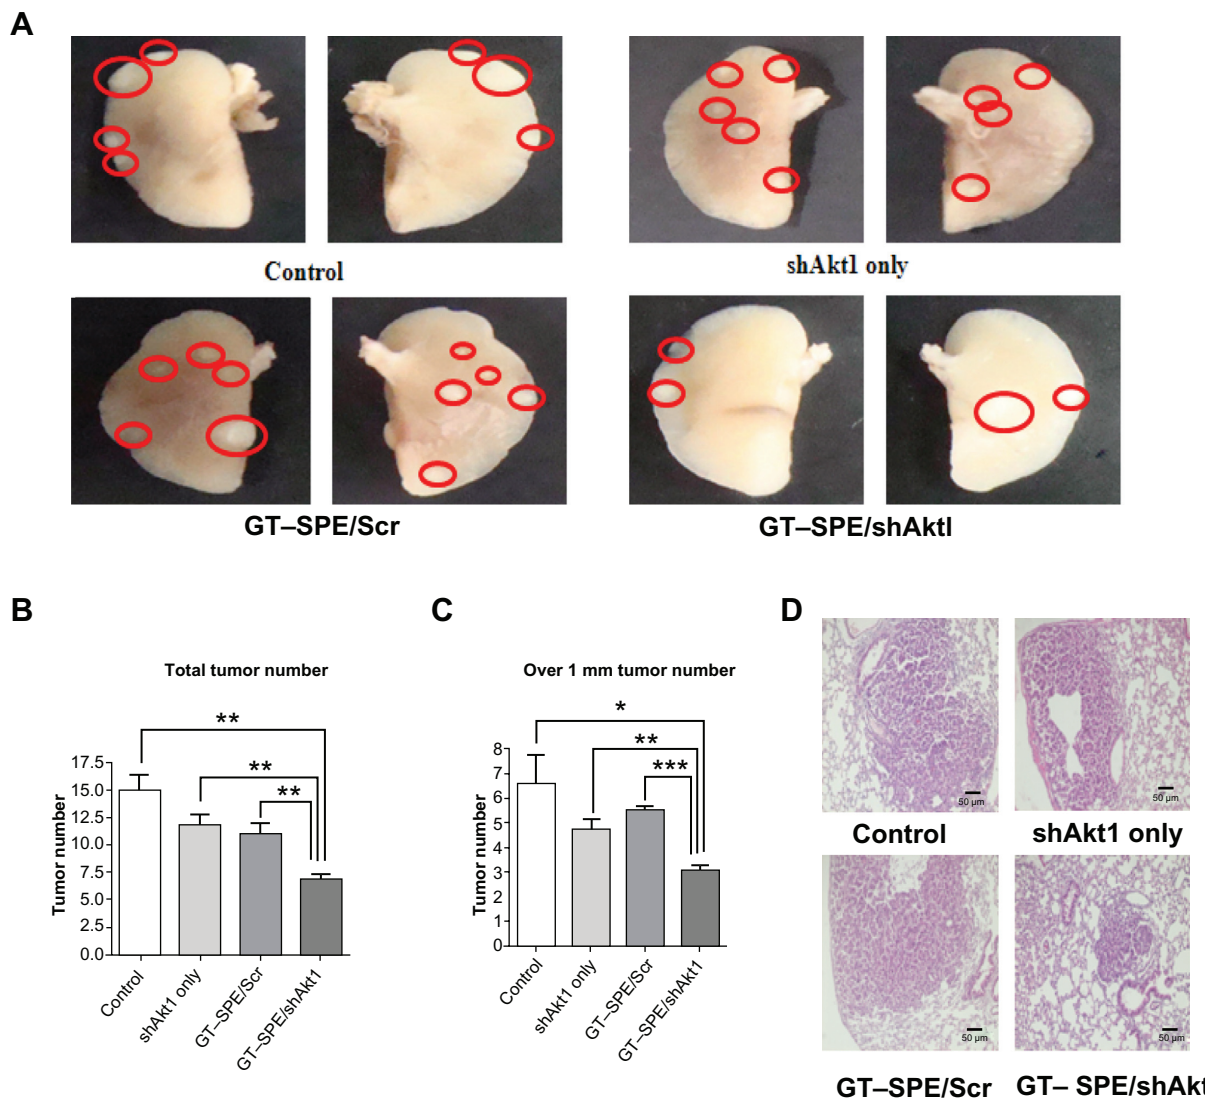 A
Control
shAkt1 only
GT–SPE/Scr
GT–SPE/shAktl
B
Total tumor number
**
**
**
17.5
15.0
12.5
10.0
7.5
5.0
2.5
0.0
Tumor number
Control
shAkt1 only
GT–SPE/Scr
GT–SPE/shAkt1
C
Over 1 mm tumor number
*
**
***
8
7
6
5
4
3
2
1
0
Tumor number
Control
shAkt1 only
GT–SPE/Scr
GT–SPE/shAkt1
D
50 µm
50 µm
Control
shAkt1 only
50 µm
50 µm
GT–SPE/Scr
GT– SPE/shAkt